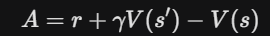 A = r + γV(s′) − V(s)